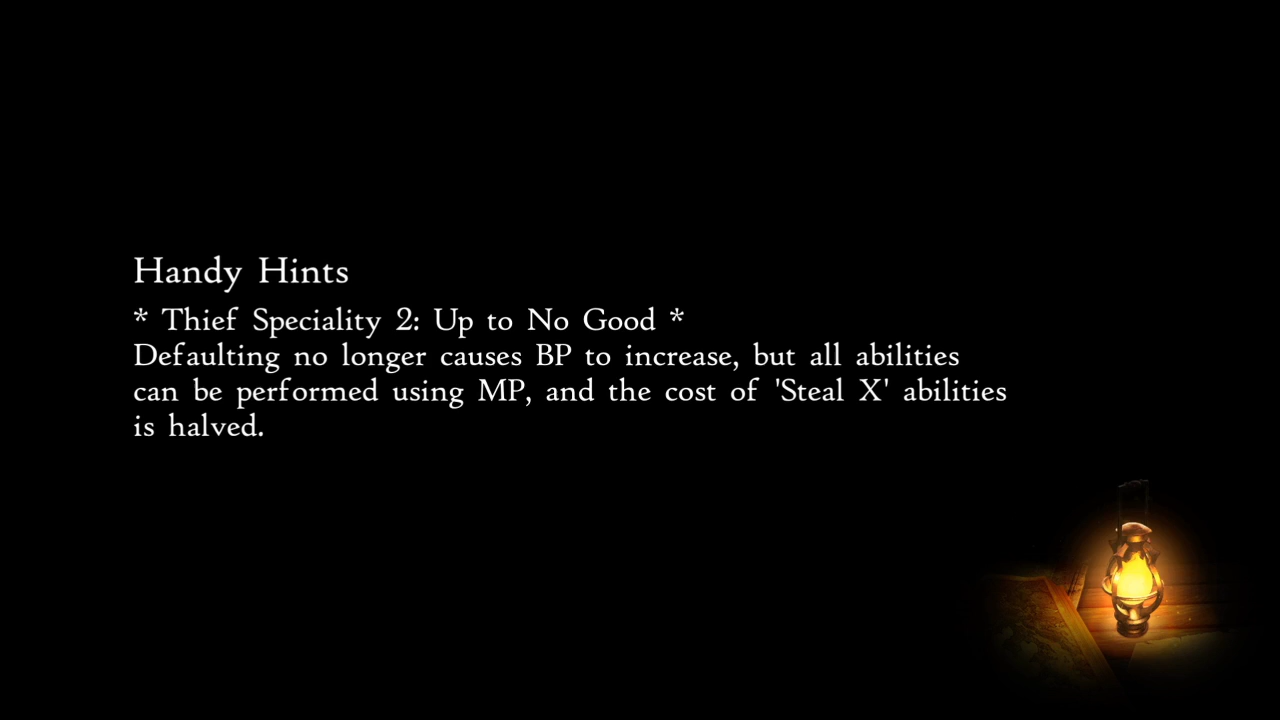 Handy Hints
* Thief Speciality 2: Up to No Good *
Defaulting no longer causes BP to increase, but all abilities
can be performed using MP, and the cost of 'Steal X' abilities
is halved.